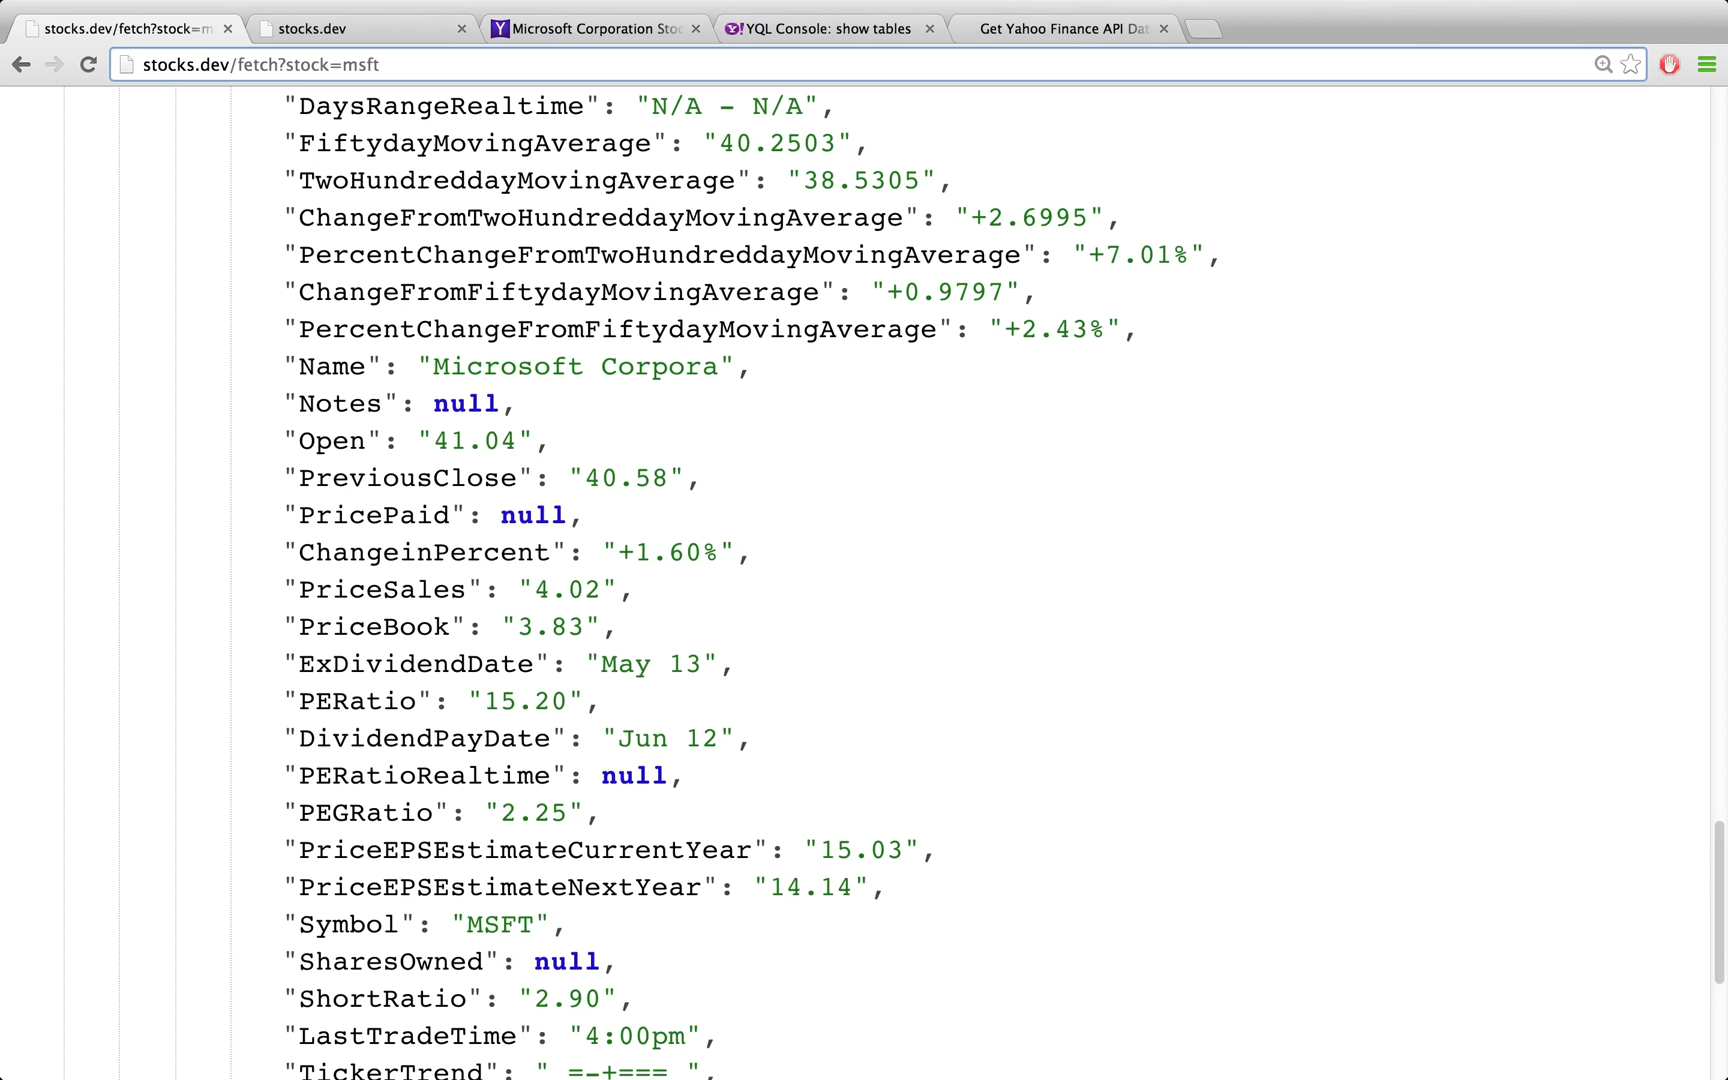 stocks.dev/fetch?stock=m
stocks.dev
Microsoft Corporation Stoc
YQL Console: show tables
Get Yahoo Finance API Dat
stocks.dev/fetch?stock=msft
"DaysRangeRealtime": "N/A - N/A",
"FiftydayMovingAverage": "40.2503",
"TwoHundreddayMovingAverage": "38.5305",
"ChangeFromTwoHundreddayMovingAverage": "+2.6995",
"PercentChangeFromTwoHundreddayMovingAverage": "+7.01%",
"ChangeFromFiftydayMovingAverage": "+0.9797",
"PercentChangeFromFiftydayMovingAverage": "+2.43%",
"Name": "Microsoft Corpora",
"Notes": null,
"Open": "41.04",
"PreviousClose": "40.58",
"PricePaid": null,
"ChangeinPercent": "+1.60%",
"PriceSales": "4.02",
"PriceBook": "3.83",
"ExDividendDate": "May 13",
"PERatio": "15.20",
"DividendPayDate": "Jun 12",
"PERatioRealtime": null,
"PEGRatio": "2.25",
"PriceEPSEstimateCurrentYear": "15.03",
"PriceEPSEstimateNextYear": "14.14",
"Symbol": "MSFT",
"SharesOwned": null,
"ShortRatio": "2.90",
"LastTradeTime": "4:00pm",
"TickerTrend": " =-+=== ",